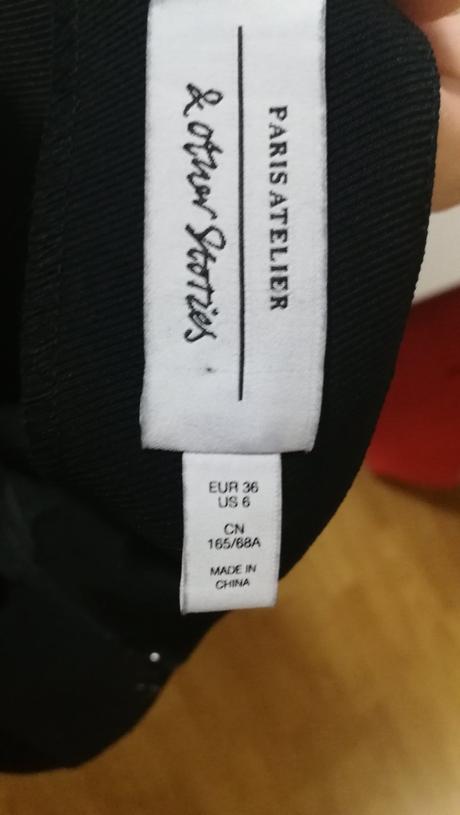 PARIS ATELIER
& other Stories
EUR 36
US 6
CN
165/68A
MADE IN
CHINA